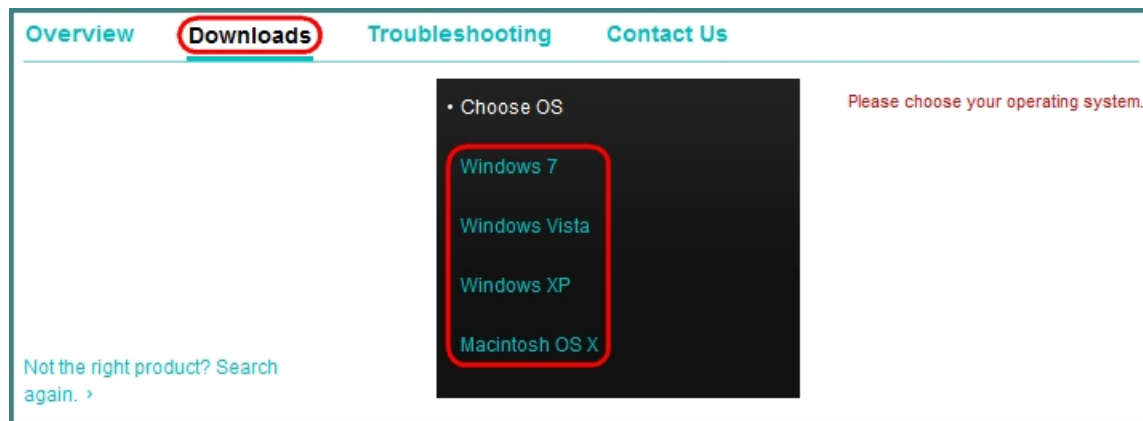 Overview Downloads Troubleshooting Contact Us
• Choose OS
Please choose your operating system.
Windows 7
Windows Vista
Windows XP
Macintosh OS X
Not the right product? Search
again. ›